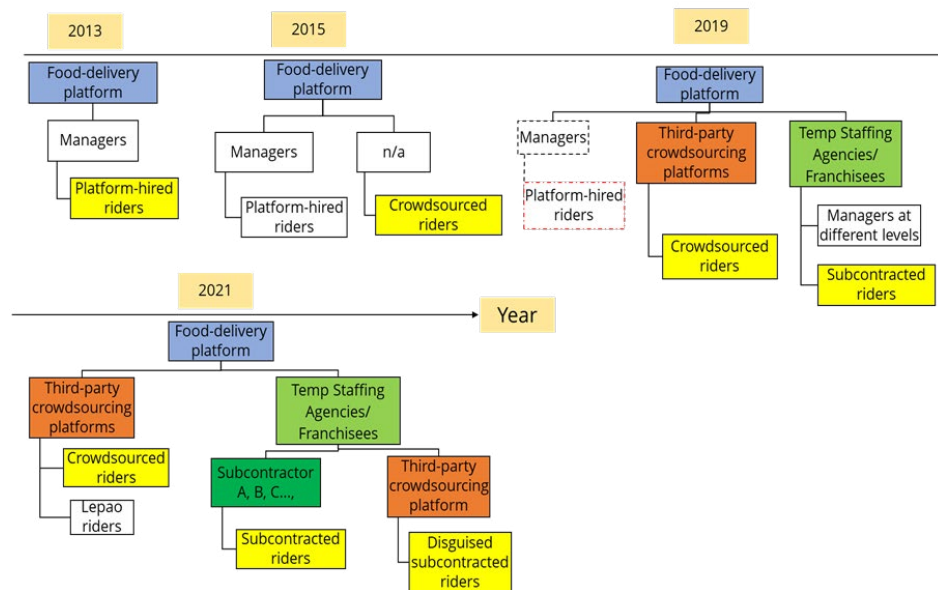 2013
2015
2019
Food-delivery
platform
Managers
Platform-hired
riders
Food-delivery
platform
Managers
n/a
Platform-hired
riders
Crowdsourced
riders
Food-delivery
platform
Managers
Third-party
crowdsourcing
platforms
Temp Staffing
Agencies/
Franchisees
Platform-hired
riders
Managers at
different levels
Crowdsourced
riders
Subcontracted
riders
2021
Year
Food-delivery
platform
Third-party
crowdsourcing
platforms
Temp Staffing
Agencies/
Franchisees
Crowdsourced
riders
Lepao
riders
Subcontractor
A, B, C...,
Third-party
crowdsourcing
platform
Subcontracted
riders
Disguised
subcontracted
riders